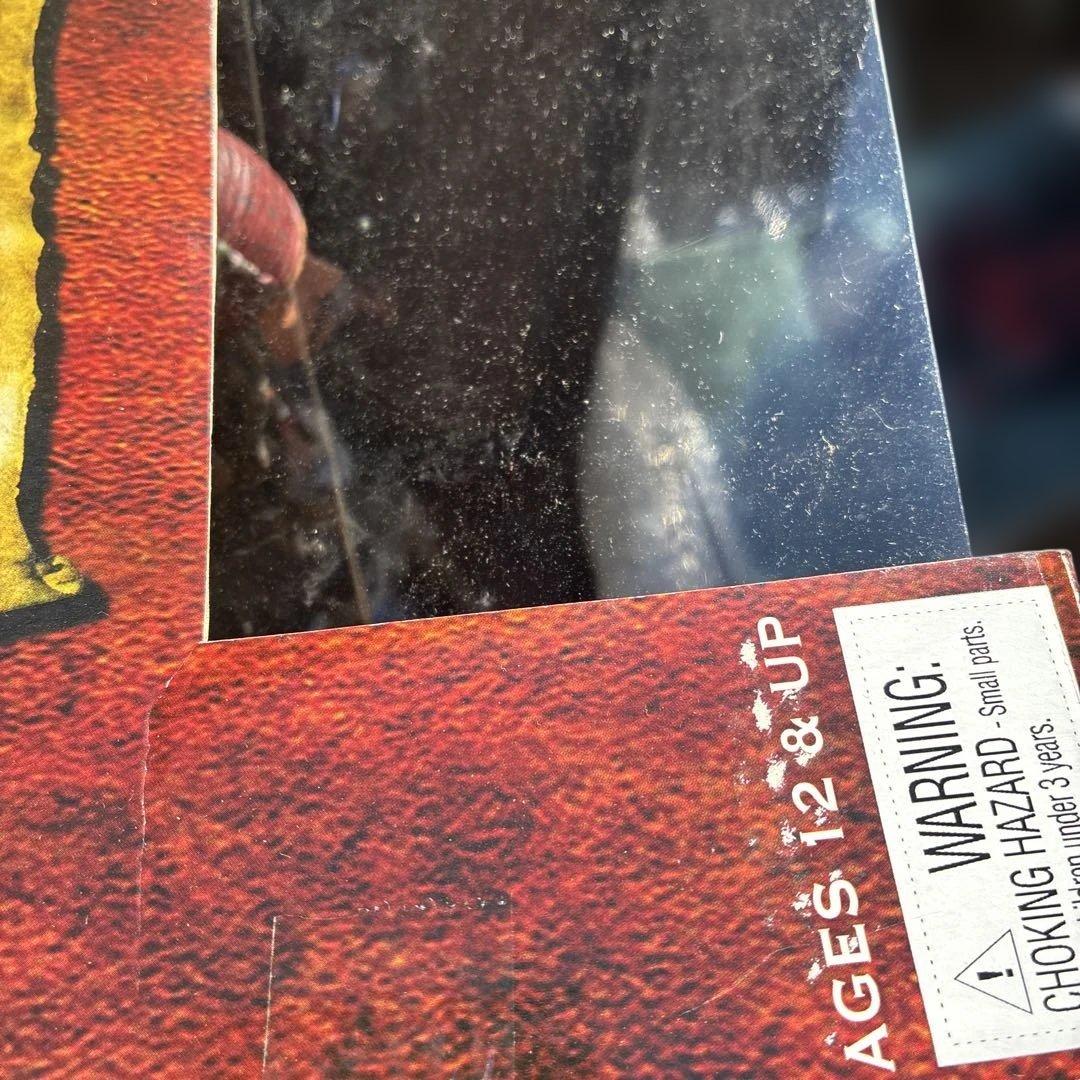 AGES 12 & UP
WARNING:
CHOKING HAZARD - Small parts.
under 3 years.